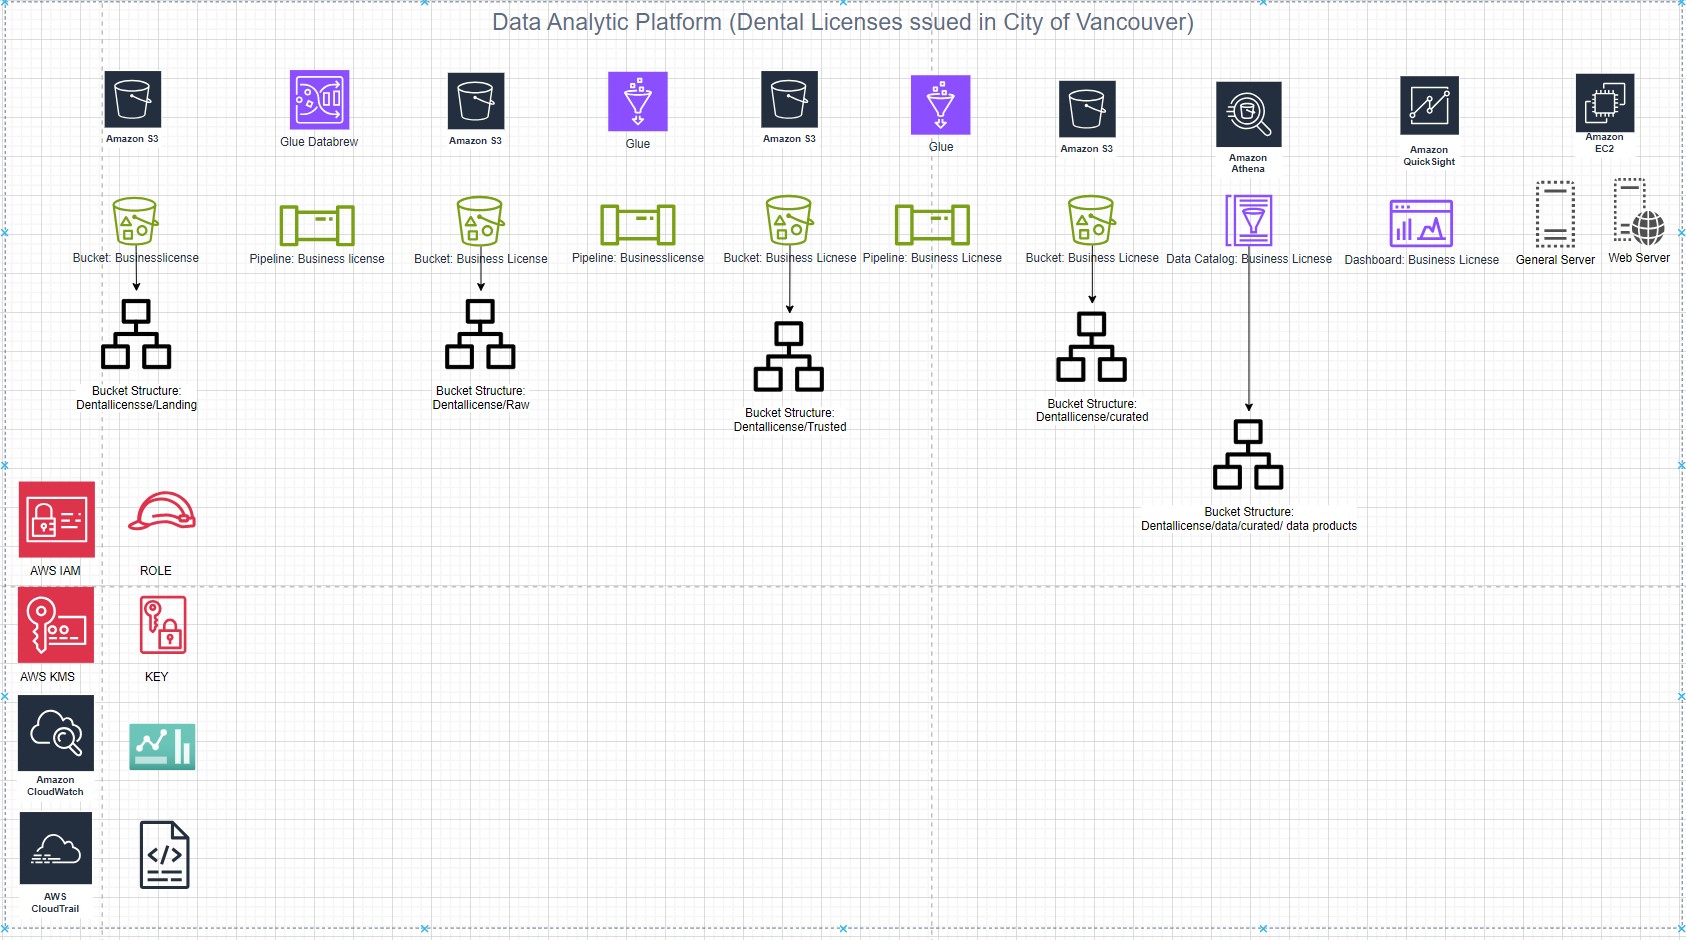 Data Analytic Platform (Dental Licenses ssued in City of Vancouver)
Amazon S3
Glue Databrew
Amazon S3
Glue
Amazon S3
Glue
Amazon S3
Amazon
Athena
Amazon
QuickSight
Amazon
EC2
Bucket: Businesslicense
Pipeline: Business license
Bucket: Business License
Pipeline: Businesslicense
Bucket: Business Licnese
Pipeline: Business Licnese
Bucket: Business Licnese
Data Catalog: Business Licnese
Dashboard: Business Licnese
General Server
Web Server
Bucket Structure:
Dentallicensse/Landing
Bucket Structure:
Dentallicense/Raw
Bucket Structure:
Dentallicense/Trusted
Bucket Structure:
Dentallicense/curated
Bucket Structure:
Dentallicense/data/curated/ data products
AWS IAM
ROLE
AWS KMS
KEY
Amazon
CloudWatch
AWS
CloudTrail